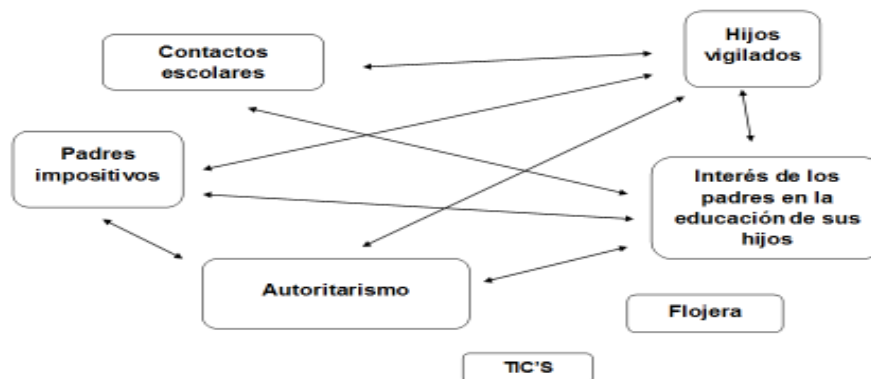 Contactos
escolares
Hijos
vigilados
Padres
impositivos
Interés de los
padres en la
educación de sus
hijos
Autoritarismo
Flojera
TIC'S